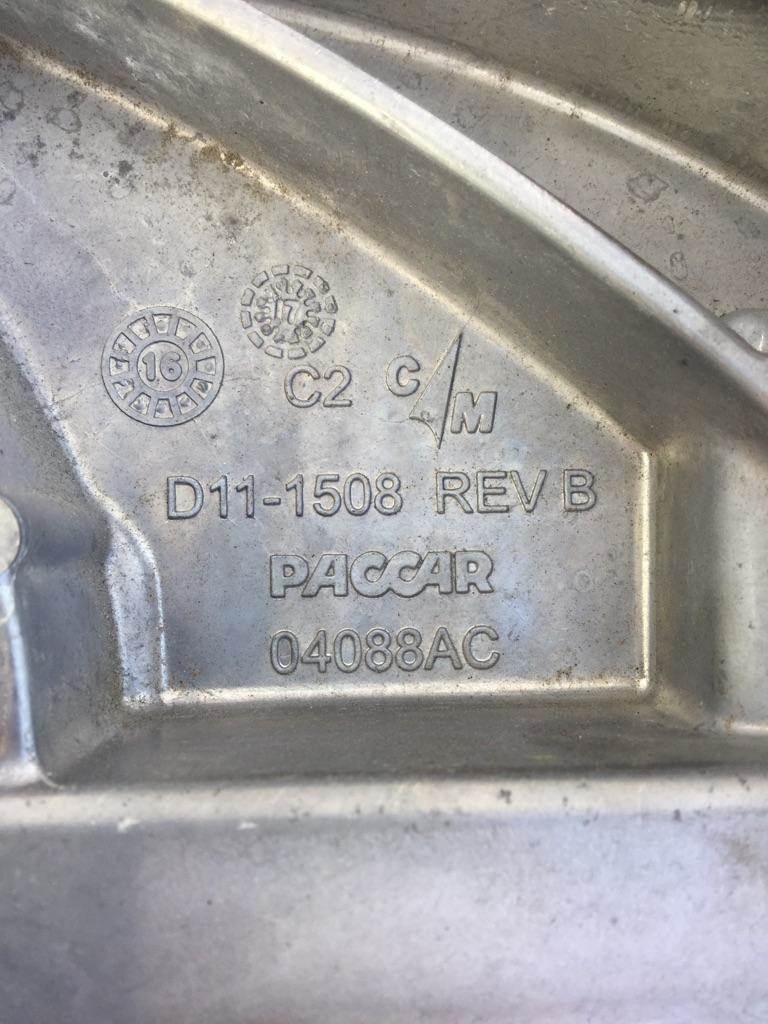 16
17
C2
C M
D11-1508 REV B
PACCAR
04088AC